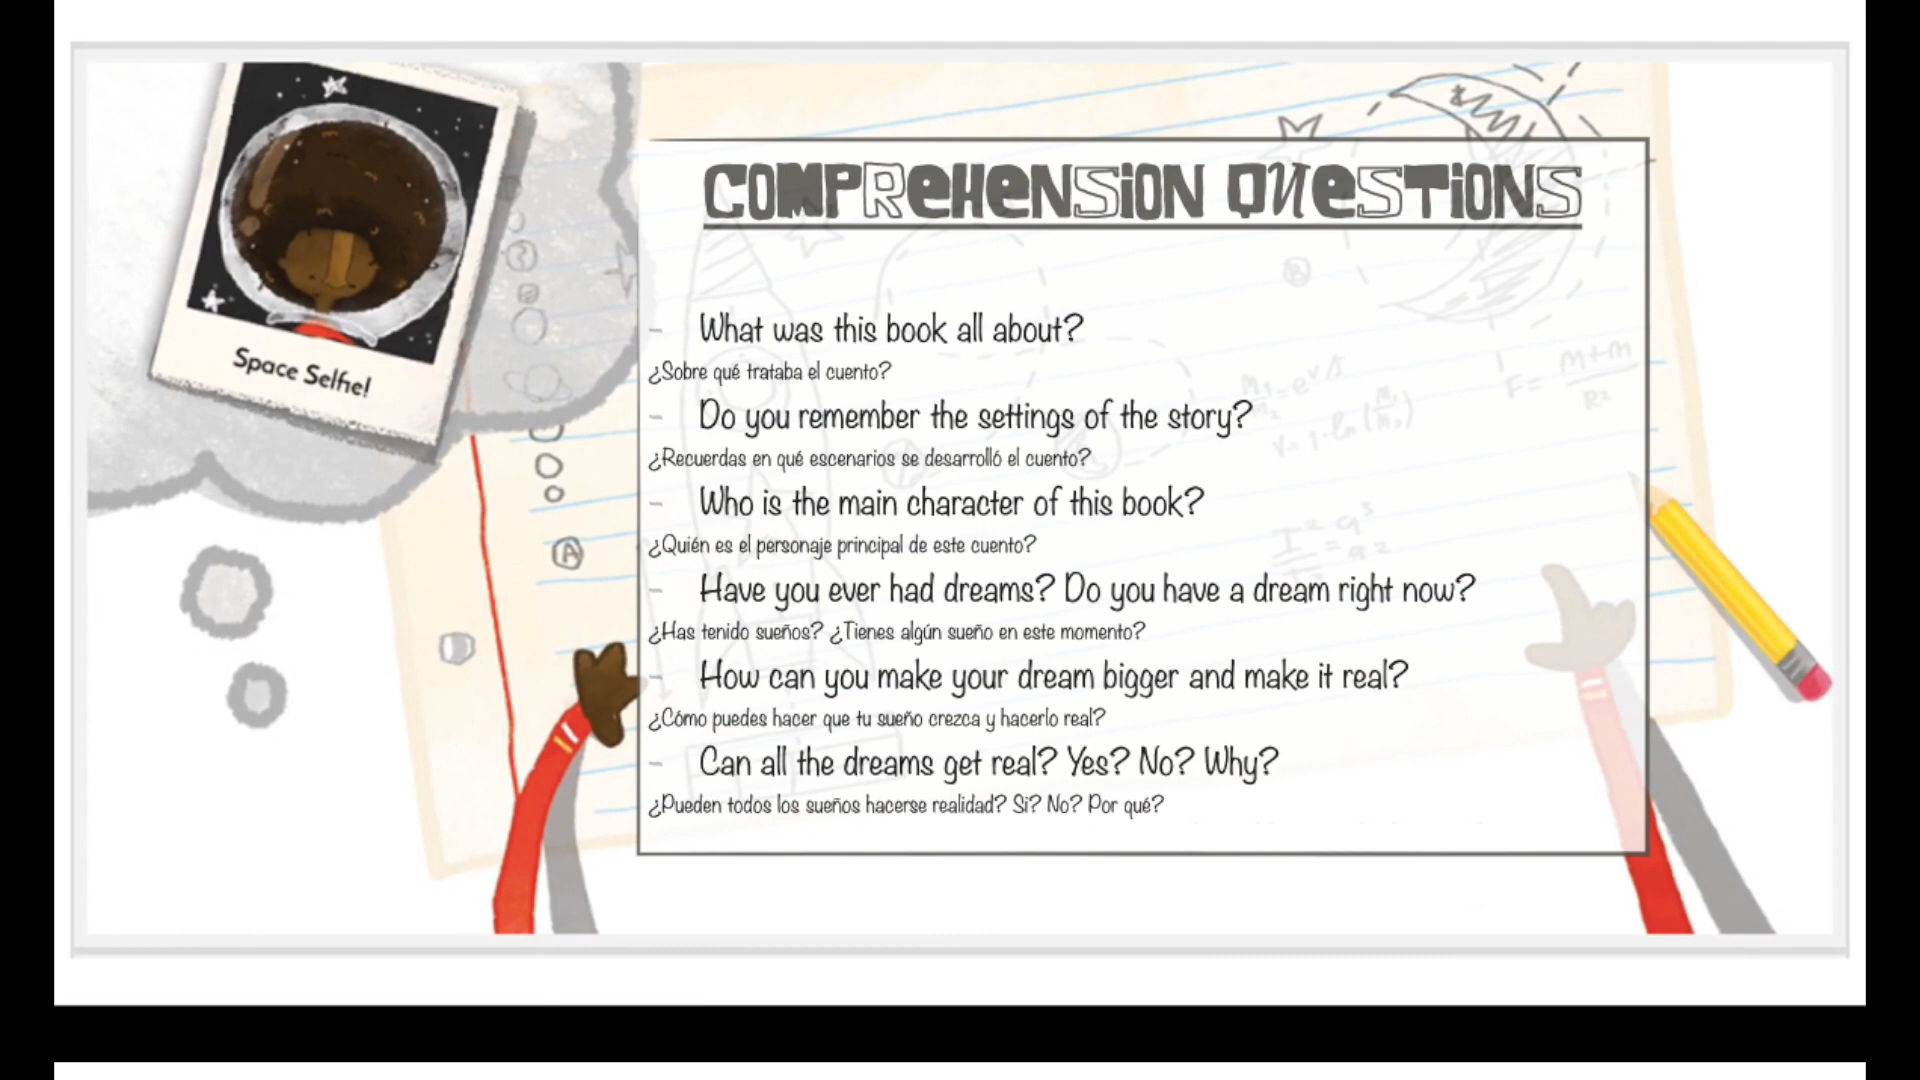 Space Selfie!
COMPREHENSION QUESTIONS
- What was this book all about?
¿Sobre qué trataba el cuento?
- Do you remember the settings of the story?
¿Recuerdas en qué escenarios se desarrolló el cuento?
- Who is the main character of this book?
¿Quién es el personaje principal de este cuento?
- Have you ever had dreams? Do you have a dream right now?
¿Has tenido sueños? ¿Tienes algún sueño en este momento?
- How can you make your dream bigger and make it real?
¿Cómo puedes hacer que tu sueño crezca y hacerlo real?
- Can all the dreams get real? Yes? No? Why?
¿Pueden todos los sueños hacerse realidad? Si? No? Por qué?
A
F= m+m
R²